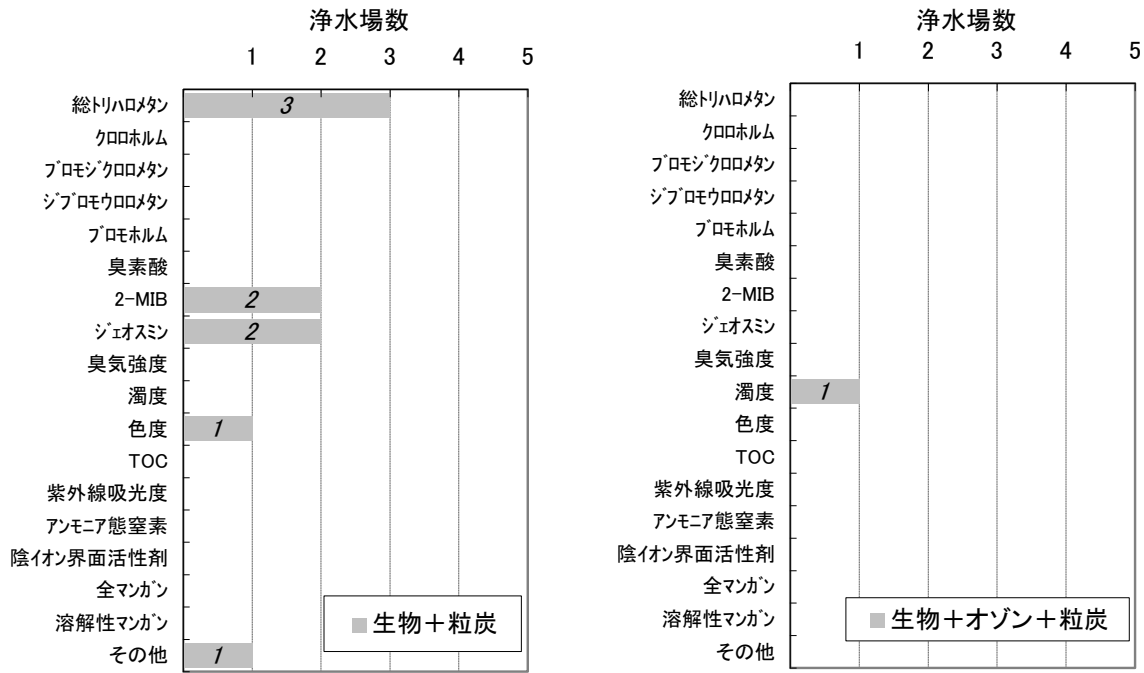 浄水場数
1 2 3 4 5
総トリハロメタン
3
クロロホルム
ブロモジクロロメタン
ジブロモウロロメタン
ブロモホルム
臭素酸
2-MIB
2
ジェオスミン
2
臭気強度
濁度
色度
1
TOC
紫外線吸光度
アンモニア態窒素
陰イオン界面活性剤
全マンガン
溶解性マンガン
その他
1
生物＋粒炭
浄水場数
1 2 3 4 5
総トリハロメタン
クロロホルム
ブロモジクロロメタン
ジブロモウロロメタン
ブロモホルム
臭素酸
2-MIB
ジェオスミン
臭気強度
濁度
1
色度
TOC
紫外線吸光度
アンモニア態窒素
陰イオン界面活性剤
全マンガン
溶解性マンガン
その他
生物＋オゾン＋粒炭